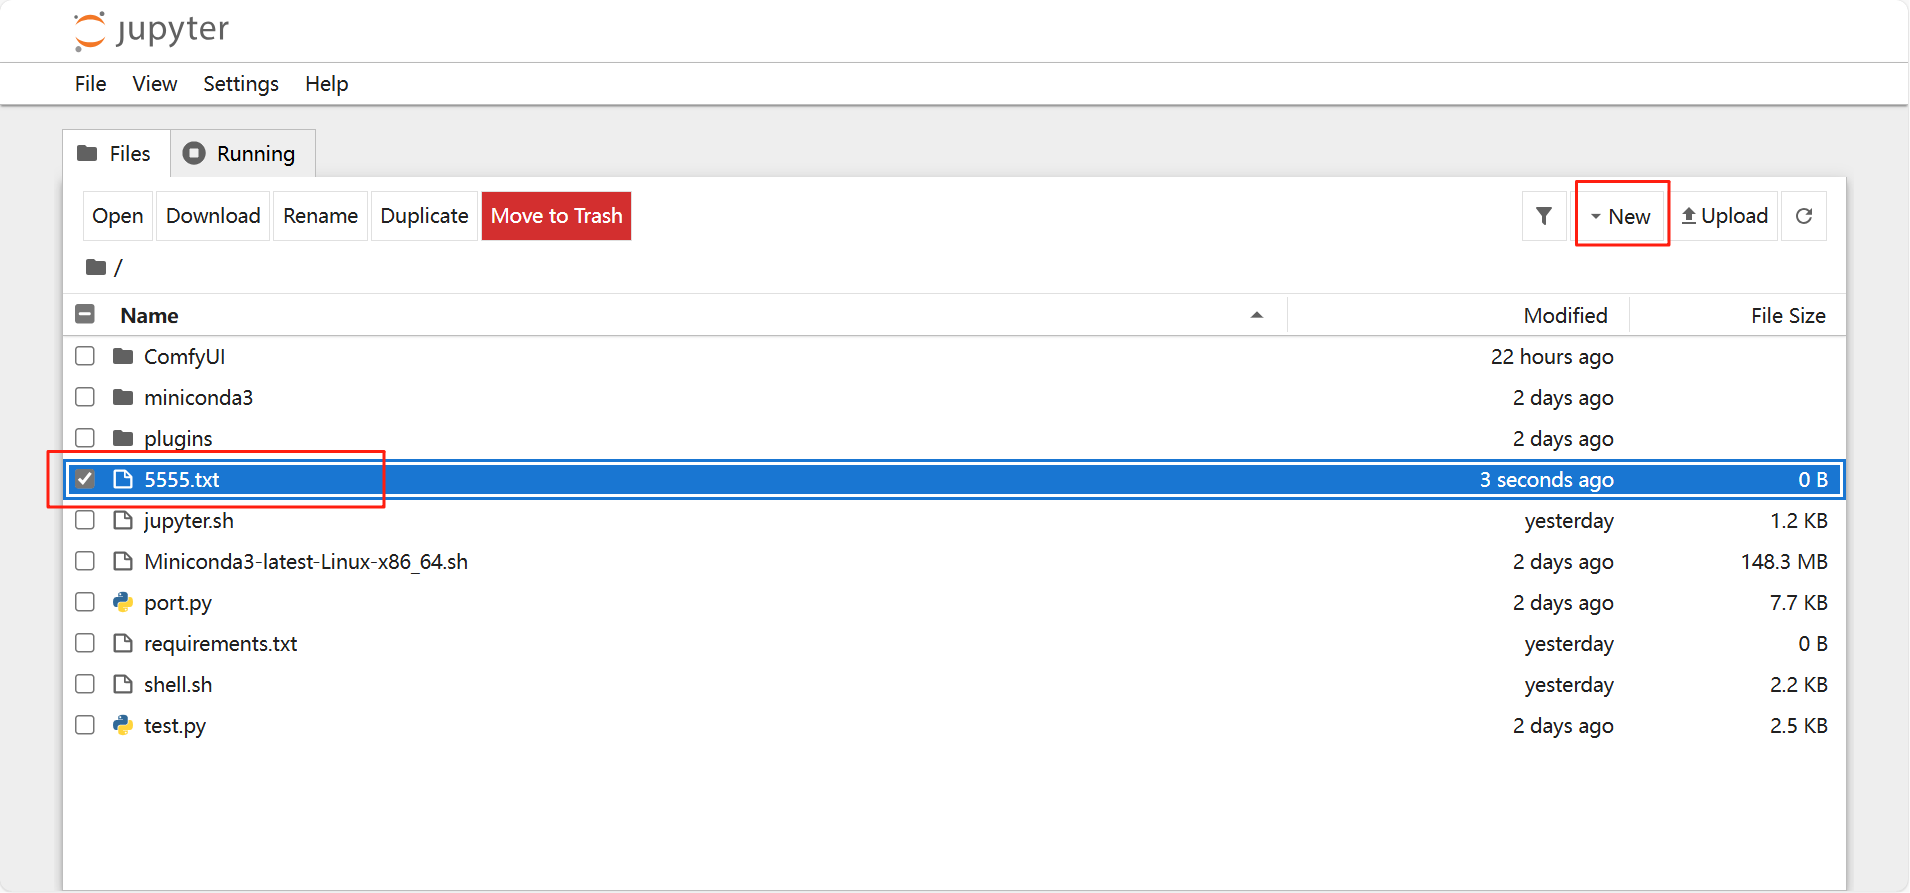 jupyter
File View Settings Help
Files Running
Open Download Rename Duplicate Move to Trash New Upload
/
Name Modified File Size
ComfyUI 22 hours ago
miniconda3 2 days ago
plugins 2 days ago
5555.txt 3 seconds ago 0 B
jupyter.sh yesterday 1.2 KB
Miniconda3-latest-Linux-x86_64.sh 2 days ago 148.3 MB
port.py 2 days ago 7.7 KB
requirements.txt yesterday 0 B
shell.sh yesterday 2.2 KB
test.py 2 days ago 2.5 KB